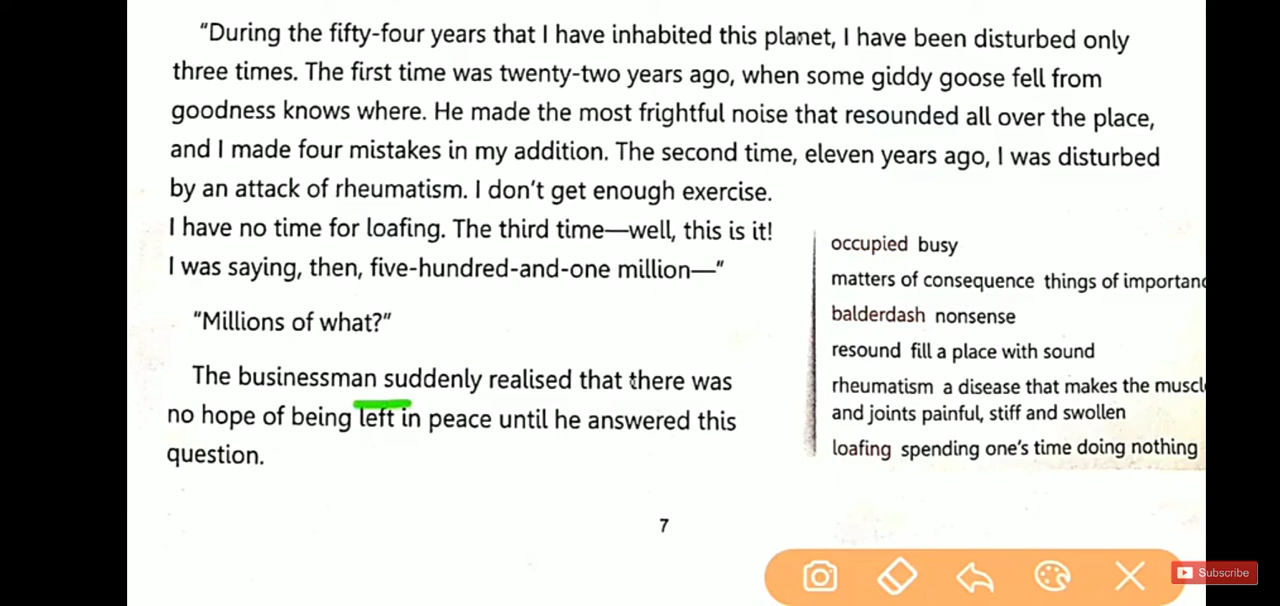 "During the fifty-four years that I have inhabited this planet, I have been disturbed only
three times. The first time was twenty-two years ago, when some giddy goose fell from
goodness knows where. He made the most frightful noise that resounded all over the place,
and I made four mistakes in my addition. The second time, eleven years ago, I was disturbed
by an attack of rheumatism. I don't get enough exercise.
I have no time for loafing. The third time—well, this is it!
I was saying, then, five-hundred-and-one million—"
"Millions of what?"
The businessman suddenly realised that there was
no hope of being left in peace until he answered this
question.
occupied busy
matters of consequence things of importanc
balderdash nonsense
resound fill a place with sound
rheumatism a disease that makes the muscl
and joints painful, stiff and swollen
loafing spending one's time doing nothing
7
Subscribe